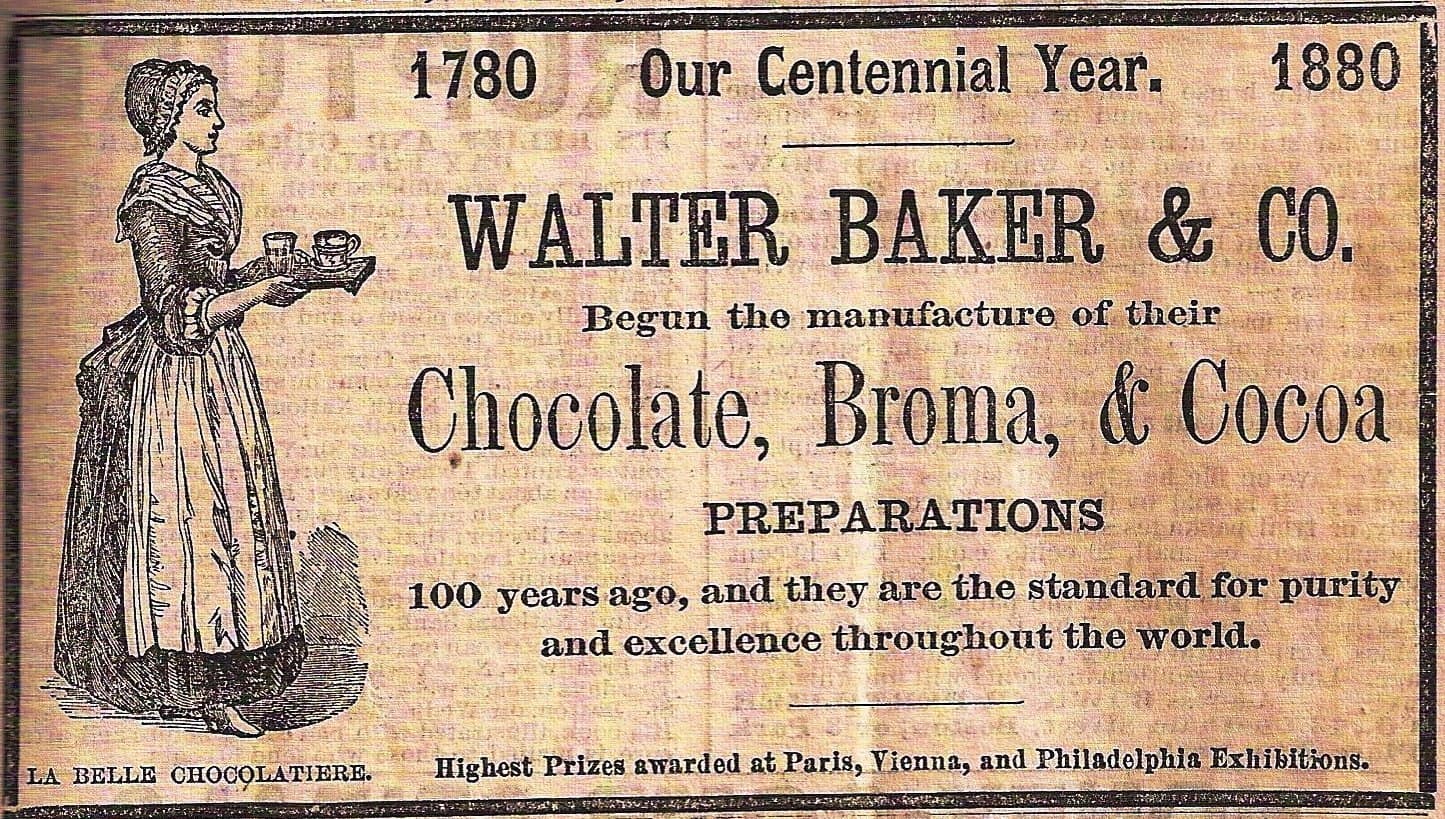 1780 Our Centennial Year. 1880
WALTER BAKER & CO.
Begun the manufacture of their
Chocolate, Broma, & Cocoa
PREPARATIONS
100 years ago, and they are the standard for purity
and excellence throughout the world.
LA BELLE CHOCOLATIERE.
Highest Prizes awarded at Paris, Vienna, and Philadelphia Exhibitions.